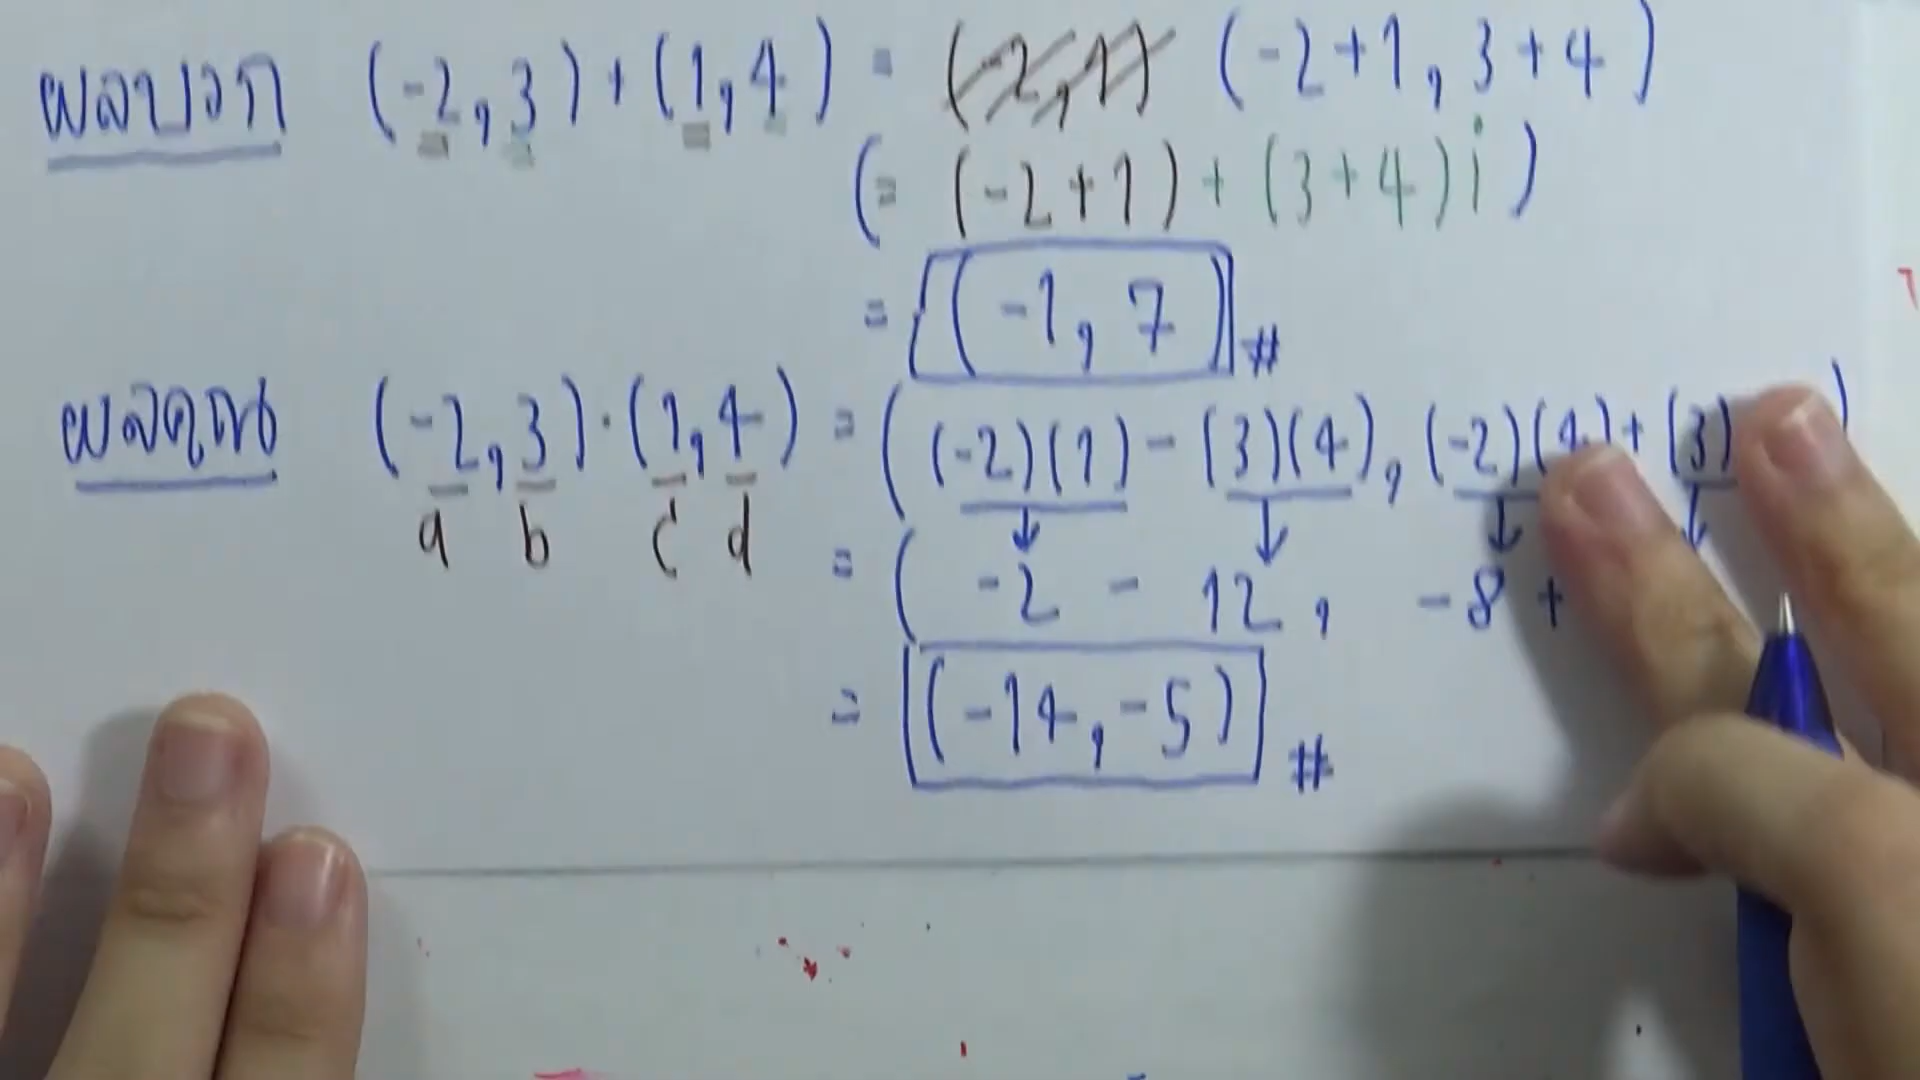 ผลบวก (-2, 3) + (1, 4) = (-2, 1) (-2+1, 3+4)
(= (-2+1) + (3+4)i)
= (-1, 7) #
ผลคูณ (-2, 3)·(1, 4) = ((-2)(1) - (3)(4), (-2)(4) + (3) )
a b c d
= ( -2 - 12, -8 +
= (-14, -5) #